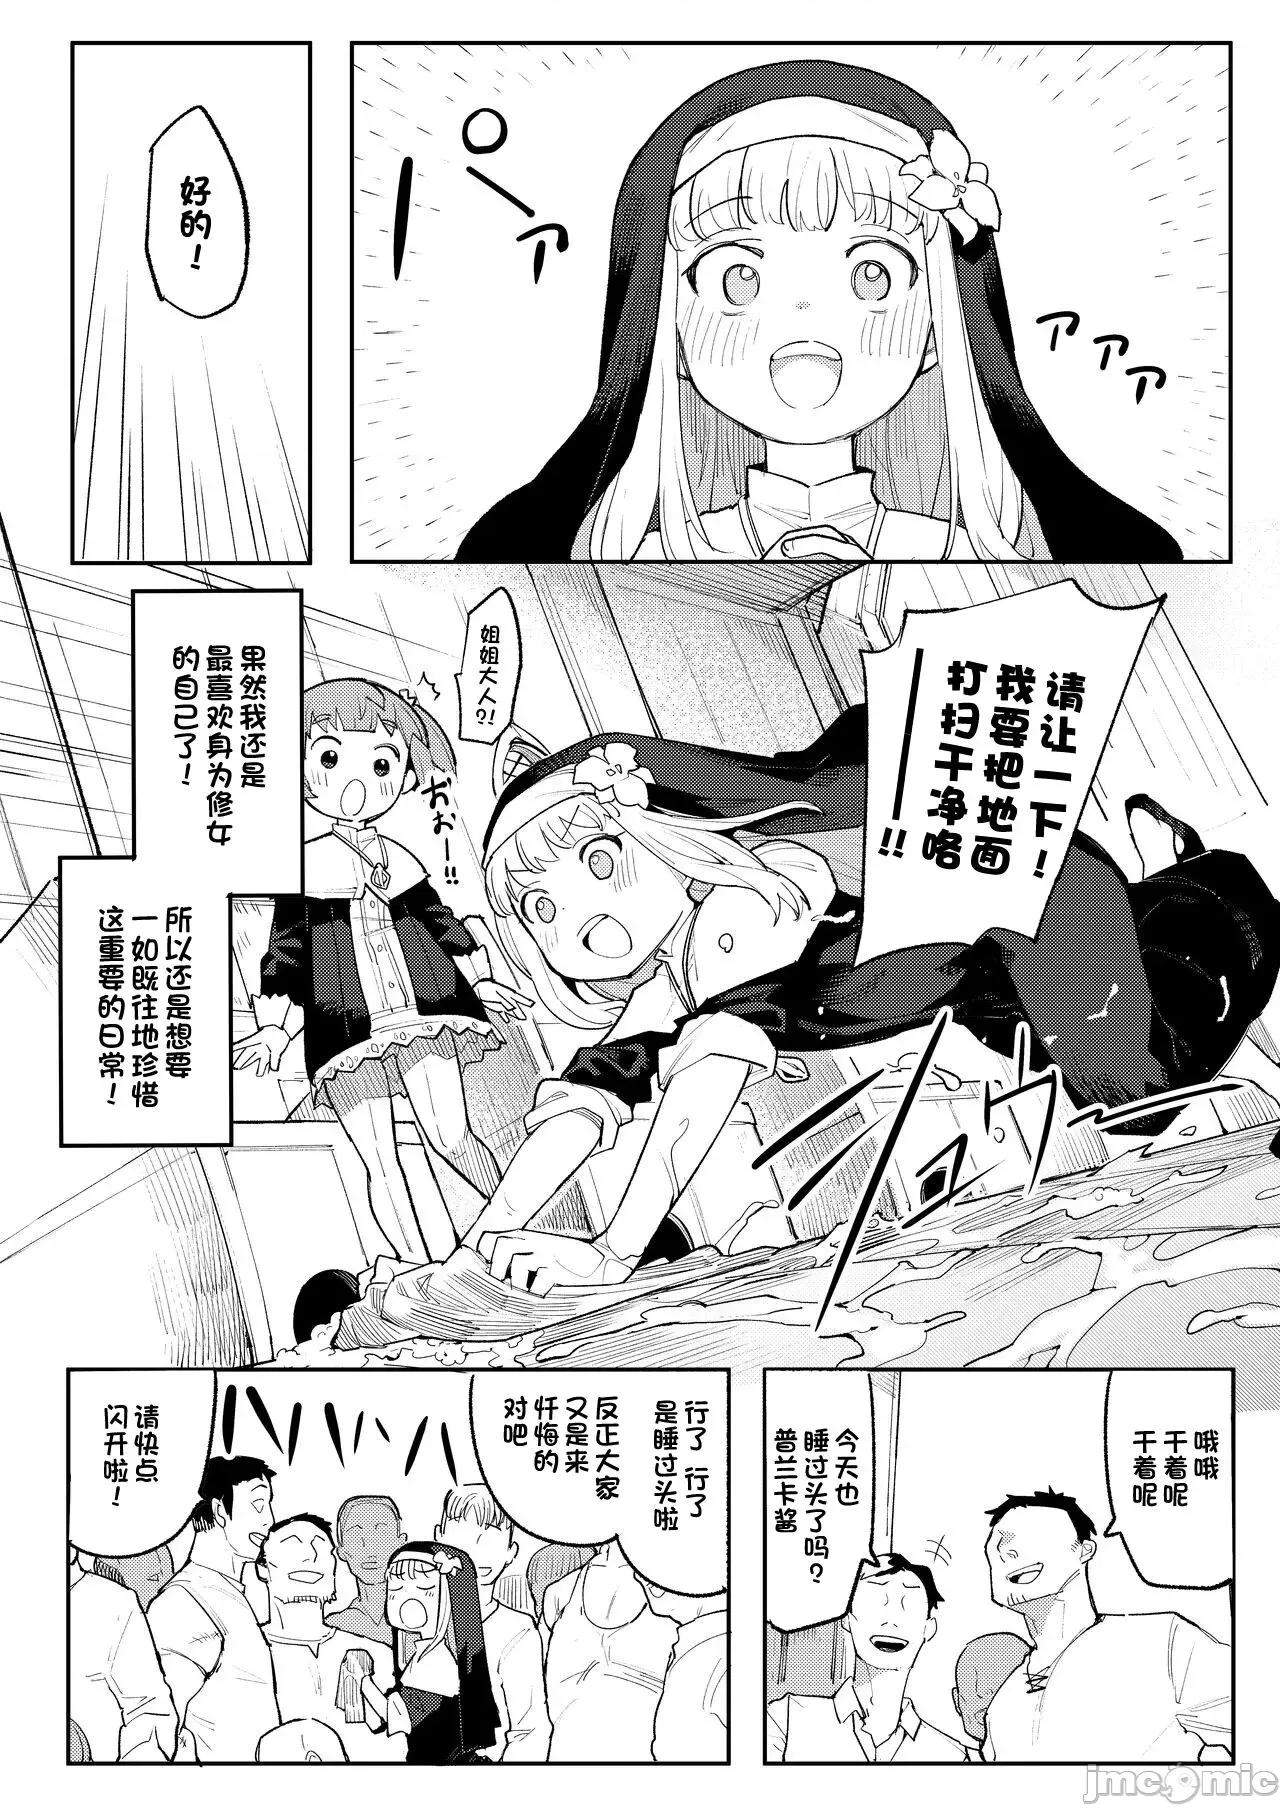 パ
ー
アアアア
好的！
请让一下！
我要把地面
打扫干净咯
——!!
姐姐大人?!
おおー!!
果然我还是
最喜欢身为修女
的自己了！
所以还是想要
一如既往地珍惜
这重要的日常！
哦哦
干着呢
干着呢
今天也
睡过头了吗？
普兰卡酱
行了 行了
是睡过头啦
反正大家
又是来
忏悔的
对吧
请快点
闪开啦！
jmcomic